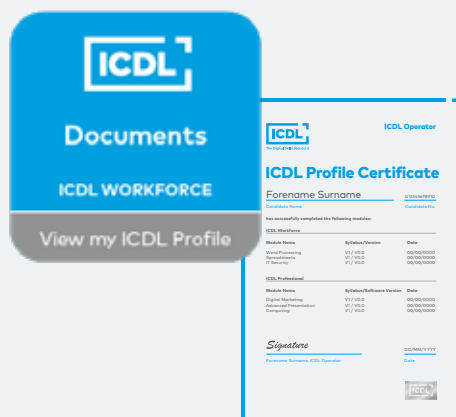 ICDL
Documents
ICDL WORKFORCE
View my ICDL Profile
ICDL
The Digital Skills Standard
ICDL Operator
ICDL Profile Certificate
Forename Surname
Candidate Name Candidate No.
has successfully completed the following modules:
ICDL Workforce
Module Name Syllabus/Version Date
Word Processing V1 / V0.0 00/00/0000
Spreadsheets V1 / V0.0 00/00/0000
IT Security V1 / V0.0 00/00/0000
ICDL Professional
Module Name Syllabus/Software Version Date
Digital Marketing V1 / V0.0 00/00/0000
Advanced Presentation V1 / V0.0 00/00/0000
Computing V1 / V0.0 00/00/0000
Signature DD/MM/YYYY
Forename Surname, ICDL Operator Date
ICDL